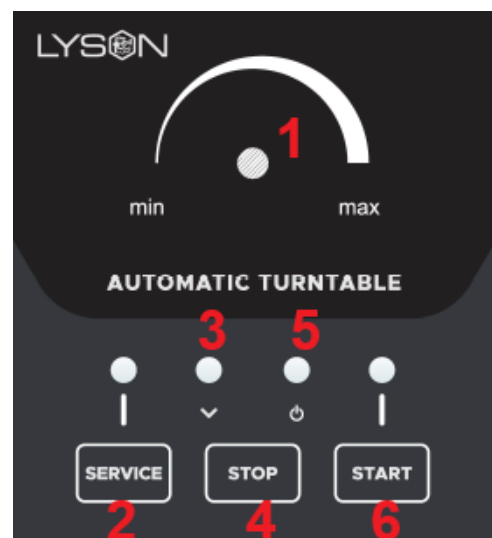 LYSON
1
min max
AUTOMATIC TURNTABLE
3 5
SERVICE STOP START
2 4 6